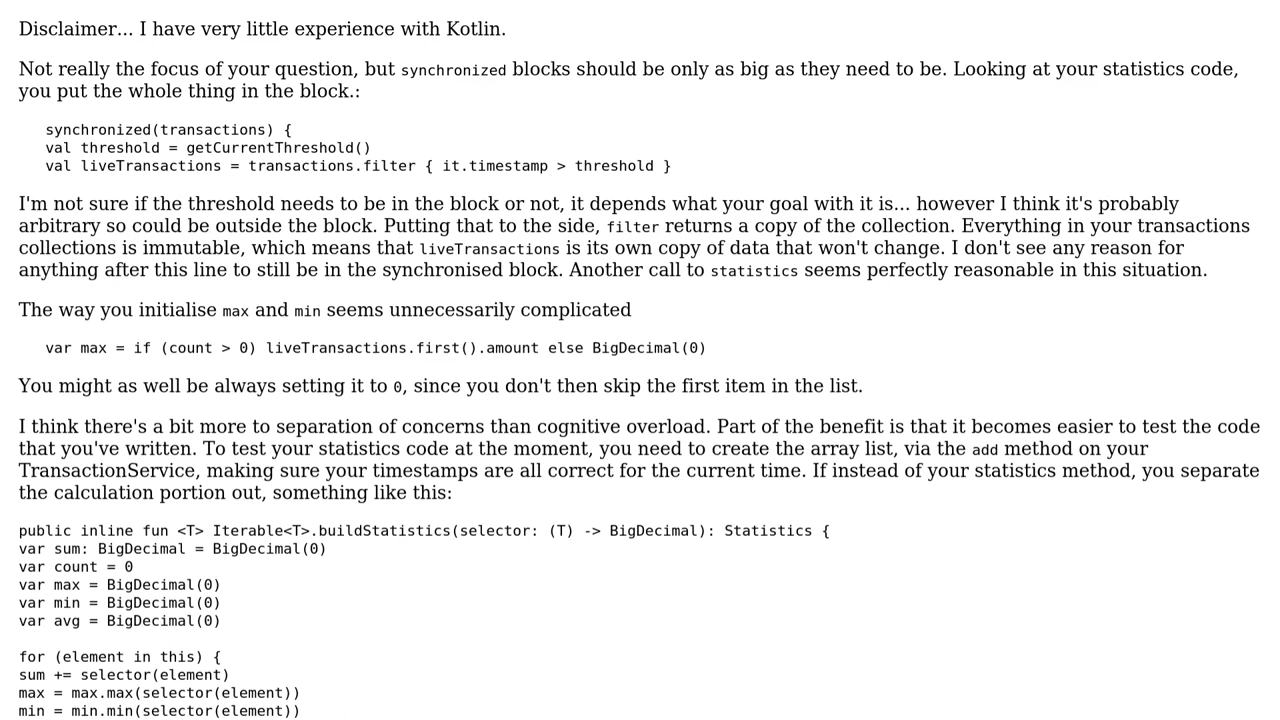 Disclaimer... I have very little experience with Kotlin.
Not really the focus of your question, but synchronized blocks should be only as big as they need to be. Looking at your statistics code,
you put the whole thing in the block.:
synchronized(transactions) {
val threshold = getCurrentThreshold()
val liveTransactions = transactions.filter { it.timestamp > threshold }
I'm not sure if the threshold needs to be in the block or not, it depends what your goal with it is... however I think it's probably
arbitrary so could be outside the block. Putting that to the side, filter returns a copy of the collection. Everything in your transactions
collections is immutable, which means that liveTransactions is its own copy of data that won't change. I don't see any reason for
anything after this line to still be in the synchronised block. Another call to statistics seems perfectly reasonable in this situation.
The way you initialise max and min seems unnecessarily complicated
var max = if (count > 0) liveTransactions.first().amount else BigDecimal(0)
You might as well be always setting it to 0, since you don't then skip the first item in the list.
I think there's a bit more to separation of concerns than cognitive overload. Part of the benefit is that it becomes easier to test the code
that you've written. To test your statistics code at the moment, you need to create the array list, via the add method on your
TransactionService, making sure your timestamps are all correct for the current time. If instead of your statistics method, you separate
the calculation portion out, something like this:
public inline fun <T> Iterable<T>.buildStatistics(selector: (T) -> BigDecimal): Statistics {
var sum: BigDecimal = BigDecimal(0)
var count = 0
var max = BigDecimal(0)
var min = BigDecimal(0)
var avg = BigDecimal(0)
for (element in this) {
sum += selector(element)
max = max.max(selector(element))
min = min.min(selector(element))